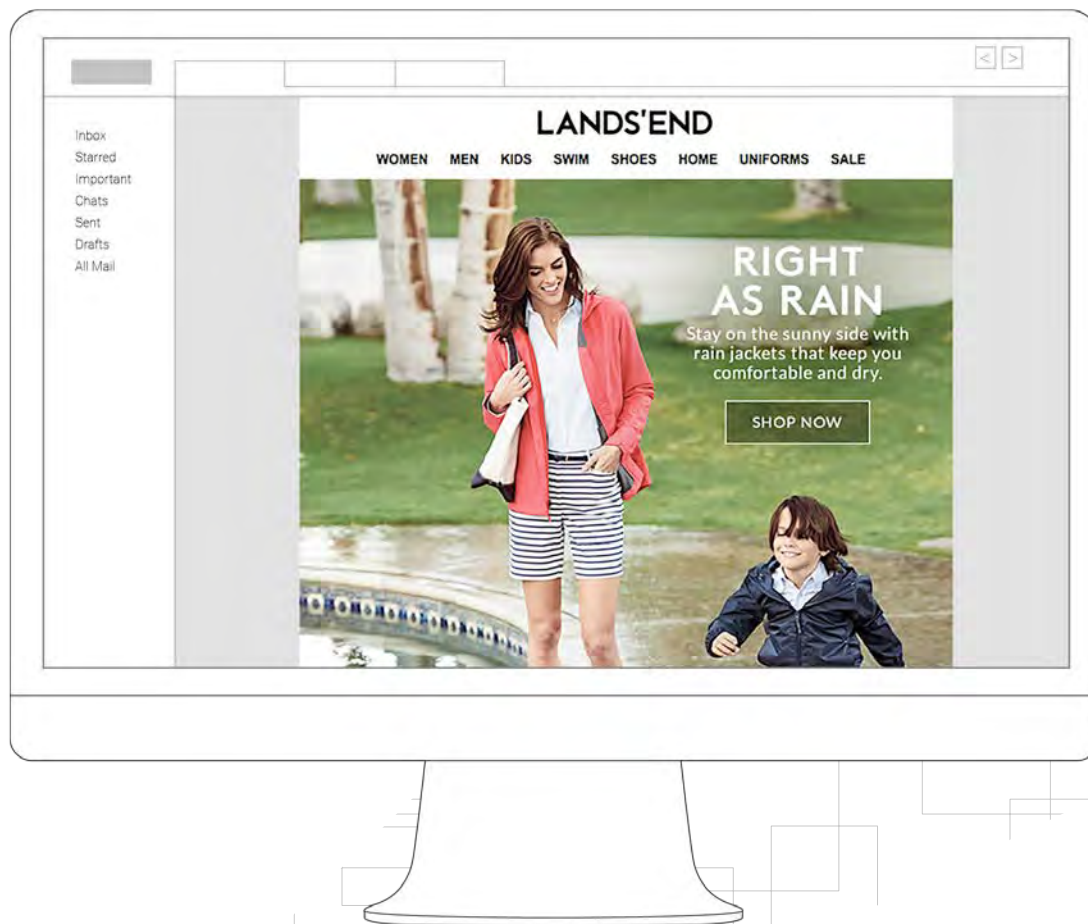 < >
Inbox
Starred
Important
Chats
Sent
Drafts
All Mail
LANDS'END
WOMEN MEN KIDS SWIM SHOES HOME UNIFORMS SALE
RIGHT
AS RAIN
Stay on the sunny side with
rain jackets that keep you
comfortable and dry.
SHOP NOW